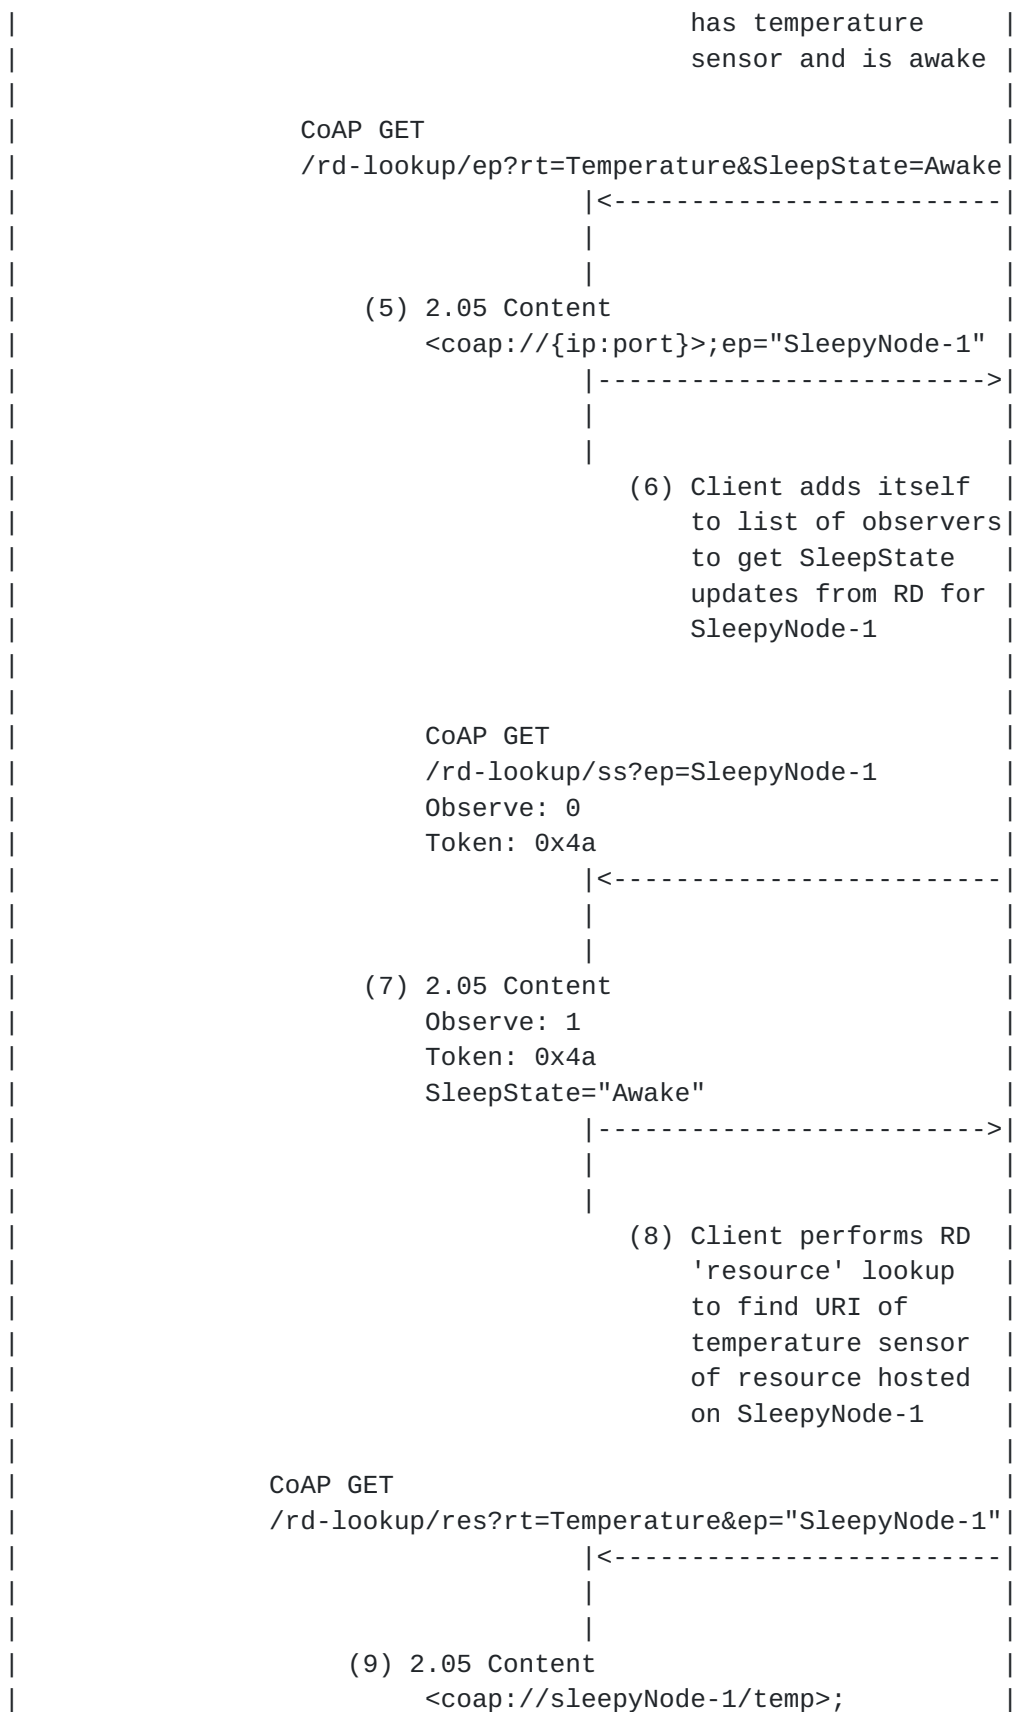 |                                           has temperature     |
|                                           sensor and is awake |
|                                                               |
|                  CoAP GET                                     |
|                  /rd-lookup/ep?rt=Temperature&SleepState=Awake|
|                                    |<-------------------------|
|                                    |                          |
|                                    |                          |
|                      (5) 2.05 Content                         |
|                          <coap://{ip:port}>;ep="SleepyNode-1" |
|                                    |------------------------->|
|                                    |                          |
|                                    |                          |
|                                       (6) Client adds itself  |
|                                           to list of observers|
|                                           to get SleepState   |
|                                           updates from RD for |
|                                           SleepyNode-1        |
|                                                               |
|                                                               |
|                          CoAP GET                             |
|                          /rd-lookup/ss?ep=SleepyNode-1        |
|                          Observe: 0                           |
|                          Token: 0x4a                          |
|                                    |<-------------------------|
|                                    |                          |
|                                    |                          |
|                      (7) 2.05 Content                         |
|                          Observe: 1                           |
|                          Token: 0x4a                          |
|                          SleepState="Awake"                   |
|                                    |------------------------->|
|                                    |                          |
|                                    |                          |
|                                       (8) Client performs RD  |
|                                           'resource' lookup   |
|                                           to find URI of      |
|                                           temperature sensor  |
|                                           of resource hosted  |
|                                           on SleepyNode-1     |
|                                                               |
|                CoAP GET                                       |
|                /rd-lookup/res?rt=Temperature&ep="SleepyNode-1"|
|                                    |<-------------------------|
|                                    |                          |
|                                    |                          |
|                     (9) 2.05 Content                          |
|                          <coap://sleepyNode-1/temp>;          |